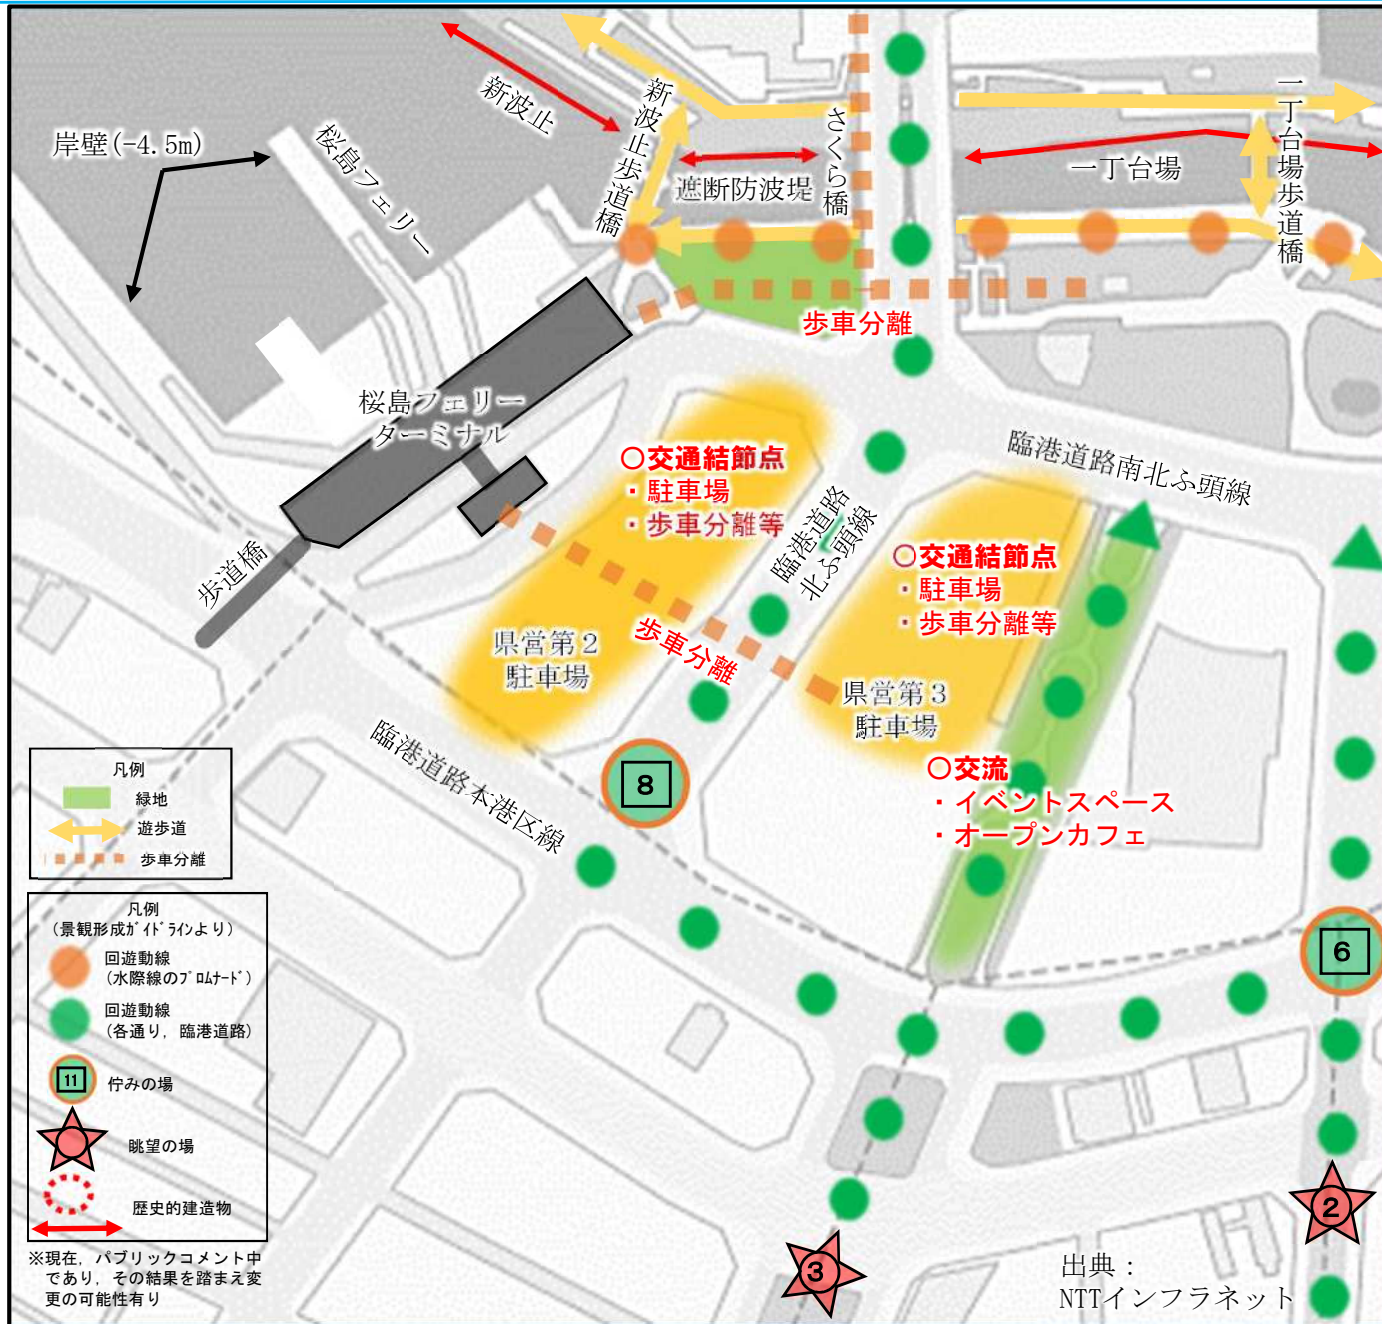 新波止
新波止歩道橋
さくら橋
一丁台場歩道橋
岸壁(-4.5m)
桜島フェリー
遮断防波堤
一丁台場
歩車分離
桜島フェリー
ターミナル
臨港道路南北ふ頭線
○交通結節点
・駐車場
・歩車分離等
臨港道路
北ふ頭線
○交通結節点
・駐車場
・歩車分離等
歩道橋
県営第2
駐車場
歩車分離
県営第3
駐車場
臨港道路本港区線
○交流
・イベントスペース
・オープンカフェ
8
6
凡例
緑地
遊歩道
歩車分離
凡例
(景観形成ｶﾞｲﾄﾞﾗｲﾝより)
回遊動線
(水際線のﾌﾟﾛﾑﾅｰﾄﾞ)
回遊動線
(各通り，臨港道路)
11
佇みの場
眺望の場
歴史的建造物
※現在，パブリックコメント中
であり，その結果を踏まえ変
更の可能性有り
2
3
出典：
NTTインフラネット